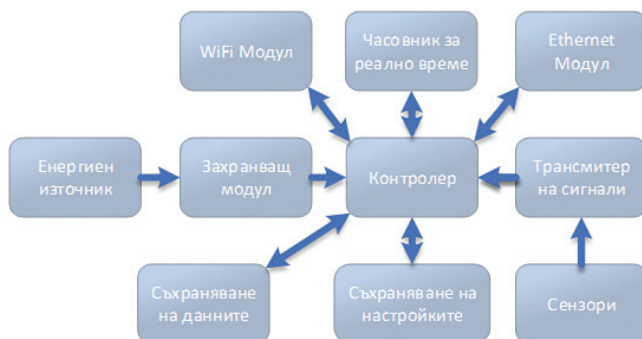 WiFi Модул
Часовник за
реално време
Ethernet
Модул
Енергиен
източник
Захранващ
модул
Контролер
Трансмитер
на сигнали
Съхраняване
на данните
Съхраняване на
настройките
Сензори